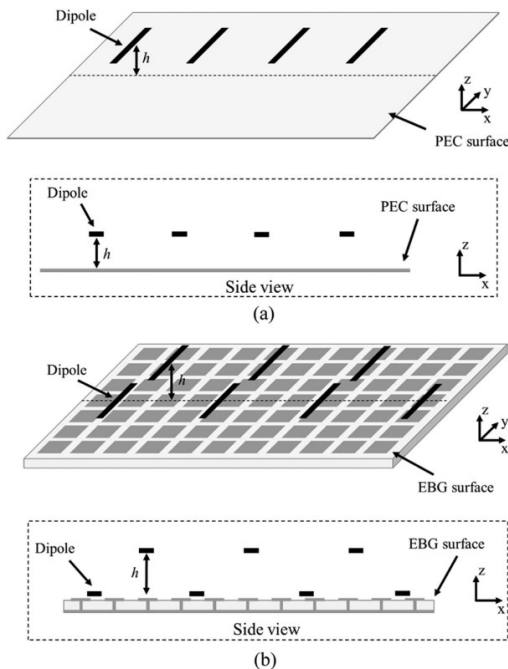 Dipole
h
z
y
x
PEC surface
Dipole
PEC surface
h
z
x
Side view
(a)
Dipole
h
z
y
x
EBG surface
Dipole
EBG surface
h
z
x
Side view
(b)